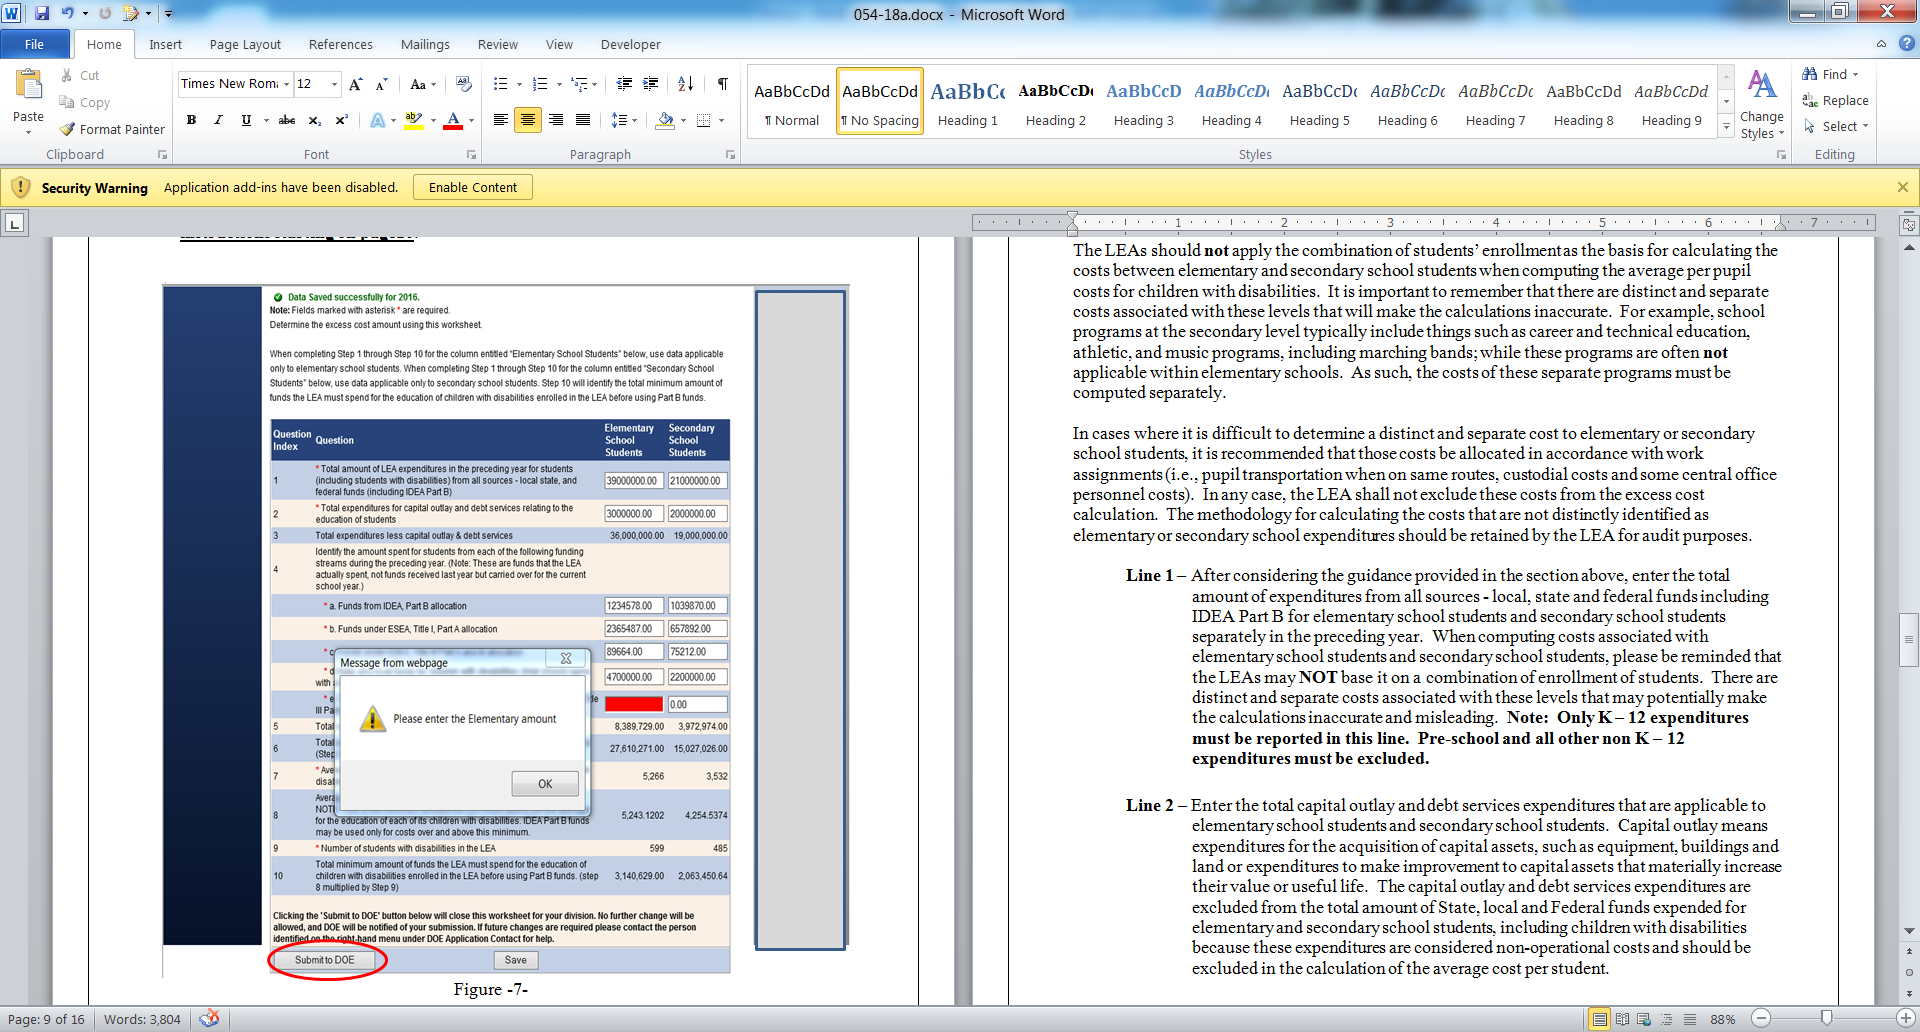 054-18a.docx - Microsoft Word
File Home Insert Page Layout References Mailings Review View Developer
Paste
Cut
Copy
Format Painter
Clipboard
Times New Roma 12
Font
Paragraph
AaBbCcDd AaBbCcDd AaBbCc AaBbCcDc AaBbCcD AaBbCcDc AaBbCcDc AaBbCcDc AaBbCcDc AaBbCcDd AaBbCcDd
¶ Normal ¶ No Spacing Heading 1 Heading 2 Heading 3 Heading 4 Heading 5 Heading 6 Heading 7 Heading 8 Heading 9
Change
Styles
Styles
Find
Replace
Select
Editing
Security Warning Application add-ins have been disabled. Enable Content
1 2 3 4 5 6 7
Data Saved successfully for 2016.
Note: Fields marked with asterisk * are required.
Determine the excess cost amount using this worksheet.
When completing Step 1 through Step 10 for the column entitled "Elementary School Students" below, use data applicable
only to elementary school students. When completing Step 1 through Step 10 for the column entitled "Secondary School
Students" below, use data applicable only to secondary school students. Step 10 will identify the total minimum amount of
funds the LEA must spend for the education of children with disabilities enrolled in the LEA before using Part B funds.
Question Index Question Elementary School Students Secondary School Students
1 * Total amount of LEA expenditures in the preceding year for students
(including students with disabilities) from all sources - local state, and
federal funds (including IDEA Part B) 39000000.00 21000000.00
2 * Total expenditures for capital outlay and debt services relating to the
education of students 3000000.00 2000000.00
3 Total expenditures less capital outlay & debt services 36,000,000.00 19,000,000.00
4 Identify the amount spent for students from each of the following funding
streams during the preceding year. (Note: These are funds that the LEA
actually spent, not funds received last year but carried over for the current
school year.)
* a. Funds from IDEA, Part B allocation 1234578.00 1039870.00
* b. Funds under ESEA, Title I, Part A allocation 2365487.00 657892.00
* c 89664.00 75212.00
* d
with a 4700000.00 2200000.00
* e de
III Pa 0.00
5 Total 8,389,729.00 3,972,974.00
6 Total
(Step 27,610,271.00 15,027,026.00
7 * Ave
disab 5,266 3,532
8 Avera
NOT
for the education of each of its children with disabilities. IDEA Part B funds
may be used only for costs over and above this minimum. 5,243.1202 4,254.5374
9 * Number of students with disabilities in the LEA 599 485
10 Total minimum amount of funds the LEA must spend for the education of
children with disabilities enrolled in the LEA before using Part B funds. (step
8 multiplied by Step 9) 3,140,629.00 2,063,450.64
Message from webpage
Please enter the Elementary amount
OK
Clicking the 'Submit to DOE' button below will close this worksheet for your division. No further change will be
allowed, and DOE will be notified of your submission. If future changes are required please contact the person
identified on the right-hand menu under DOE Application Contact for help.
Submit to DOE Save
Figure -7-
The LEAs should not apply the combination of students' enrollment as the basis for calculating the
costs between elementary and secondary school students when computing the average per pupil
costs for children with disabilities. It is important to remember that there are distinct and separate
costs associated with these levels that will make the calculations inaccurate. For example, school
programs at the secondary level typically include things such as career and technical education,
athletic, and music programs, including marching bands; while these programs are often not
applicable within elementary schools. As such, the costs of these separate programs must be
computed separately.
In cases where it is difficult to determine a distinct and separate cost to elementary or secondary
school students, it is recommended that those costs be allocated in accordance with work
assignments (i.e., pupil transportation when on same routes, custodial costs and some central office
personnel costs). In any case, the LEA shall not exclude these costs from the excess cost
calculation. The methodology for calculating the costs that are not distinctly identified as
elementary or secondary school expenditures should be retained by the LEA for audit purposes.
Line 1 – After considering the guidance provided in the section above, enter the total
amount of expenditures from all sources - local, state and federal funds including
IDEA Part B for elementary school students and secondary school students
separately in the preceding year. When computing costs associated with
elementary school students and secondary school students, please be reminded that
the LEAs may NOT base it on a combination of enrollment of students. There are
distinct and separate costs associated with these levels that may potentially make
the calculations inaccurate and misleading. Note: Only K – 12 expenditures
must be reported in this line. Pre-school and all other non K – 12
expenditures must be excluded.
Line 2 – Enter the total capital outlay and debt services expenditures that are applicable to
elementary school students and secondary school students. Capital outlay means
expenditures for the acquisition of capital assets, such as equipment, buildings and
land or expenditures to make improvement to capital assets that materially increase
their value or useful life. The capital outlay and debt services expenditures are
excluded from the total amount of State, local and Federal funds expended for
elementary and secondary school students, including children with disabilities
because these expenditures are considered non-operational costs and should be
excluded in the calculation of the average cost per student.
Page: 9 of 16 Words: 3,804 88%